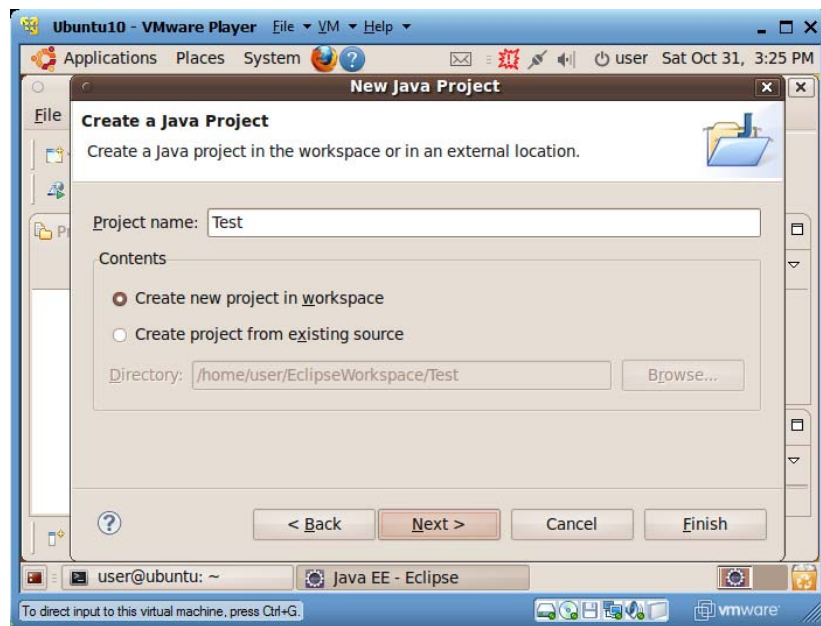 Ubuntu10 - VMware Player File VM Help
Applications Places System user Sat Oct 31, 3:25 PM
New Java Project
File
Create a Java Project
Create a Java project in the workspace or in an external location.
Project name: Test
Contents
Create new project in workspace
Create project from existing source
Directory: /home/user/EclipseWorkspace/Test Browse...
< Back Next > Cancel Finish
user@ubuntu: ~ Java EE - Eclipse
To direct input to this virtual machine, press Ctrl+G. vmware